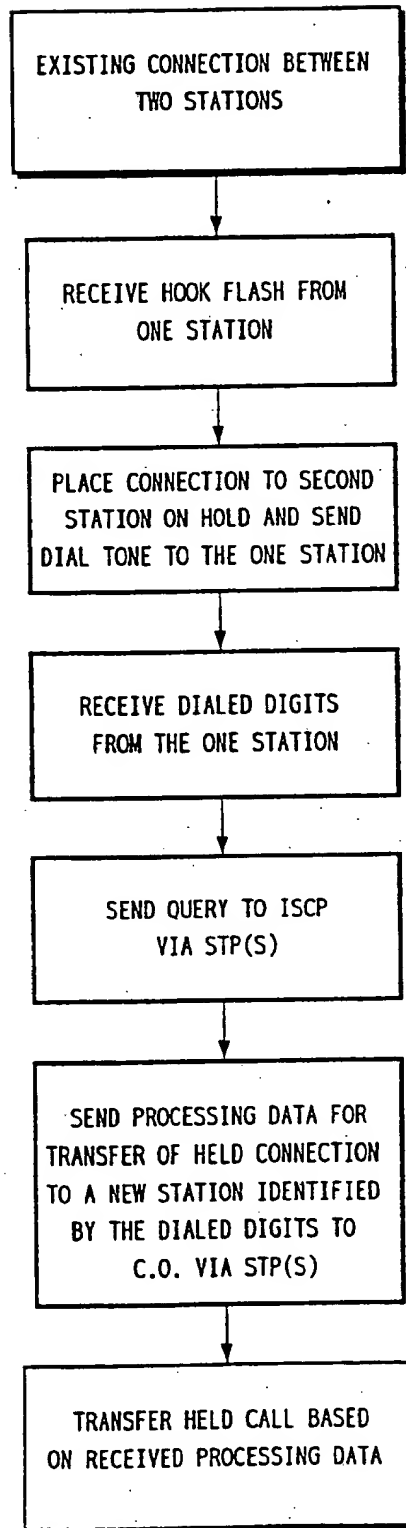 EXISTING CONNECTION BETWEEN
TWO STATIONS
RECEIVE HOOK FLASH FROM
ONE STATION
PLACE CONNECTION TO SECOND
STATION ON HOLD AND SEND
DIAL TONE TO THE ONE STATION
RECEIVE DIALED DIGITS
FROM THE ONE STATION
SEND QUERY TO ISCP
VIA STP(S)
SEND PROCESSING DATA FOR
TRANSFER OF HELD CONNECTION
TO A NEW STATION IDENTIFIED
BY THE DIALED DIGITS TO
C.O. VIA STP(S)
TRANSFER HELD CALL BASED
ON RECEIVED PROCESSING DATA